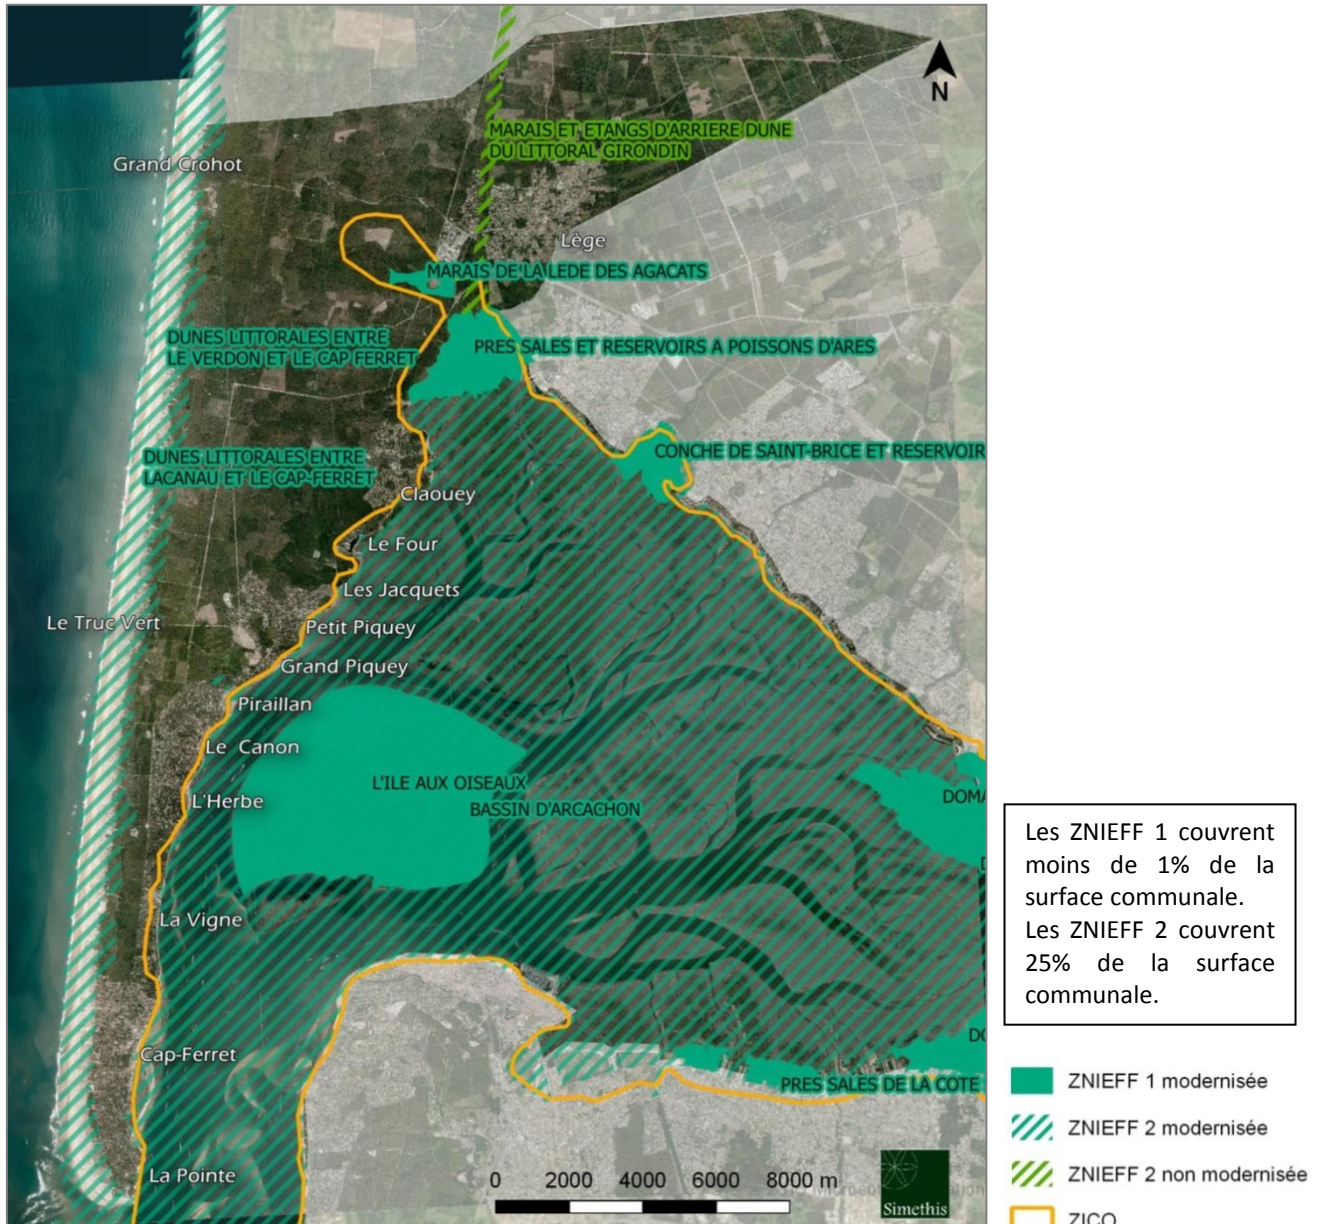 N
MARAIS ET ETANGS D'ARRIERE DUNE
DU LITTORAL GIRONDIN
Grand Crohot
Lège
MARAIS DE LA LEDE DES AGACATS
DUNES LITTORALES ENTRE
LE VERDON ET LE CAP FERRET
PRES SALES ET RESERVOIRS A POISSONS D'ARES
DUNES LITTORALES ENTRE
LACANAU ET LE CAP-FERRET
CONCHE DE SAINT-BRICE ET RESERVOIR
Claouey
Le Four
Les Jacquets
Le Truc Vert
Petit Piquey
Grand Piquey
Piraillan
Le Canon
L'ILE AUX OISEAUX
L'Herbe
BASSIN D'ARCACHON
DOMA
La Vigne
Cap-Ferret
PRES SALES DE LA COTE
La Pointe
0 2000 4000 6000 8000 m
Simethis
Les ZNIEFF 1 couvrent
moins de 1% de la
surface communale.
Les ZNIEFF 2 couvrent
25% de la surface
communale.
ZNIEFF 1 modernisée
ZNIEFF 2 modernisée
ZNIEFF 2 non modernisée
ZICO